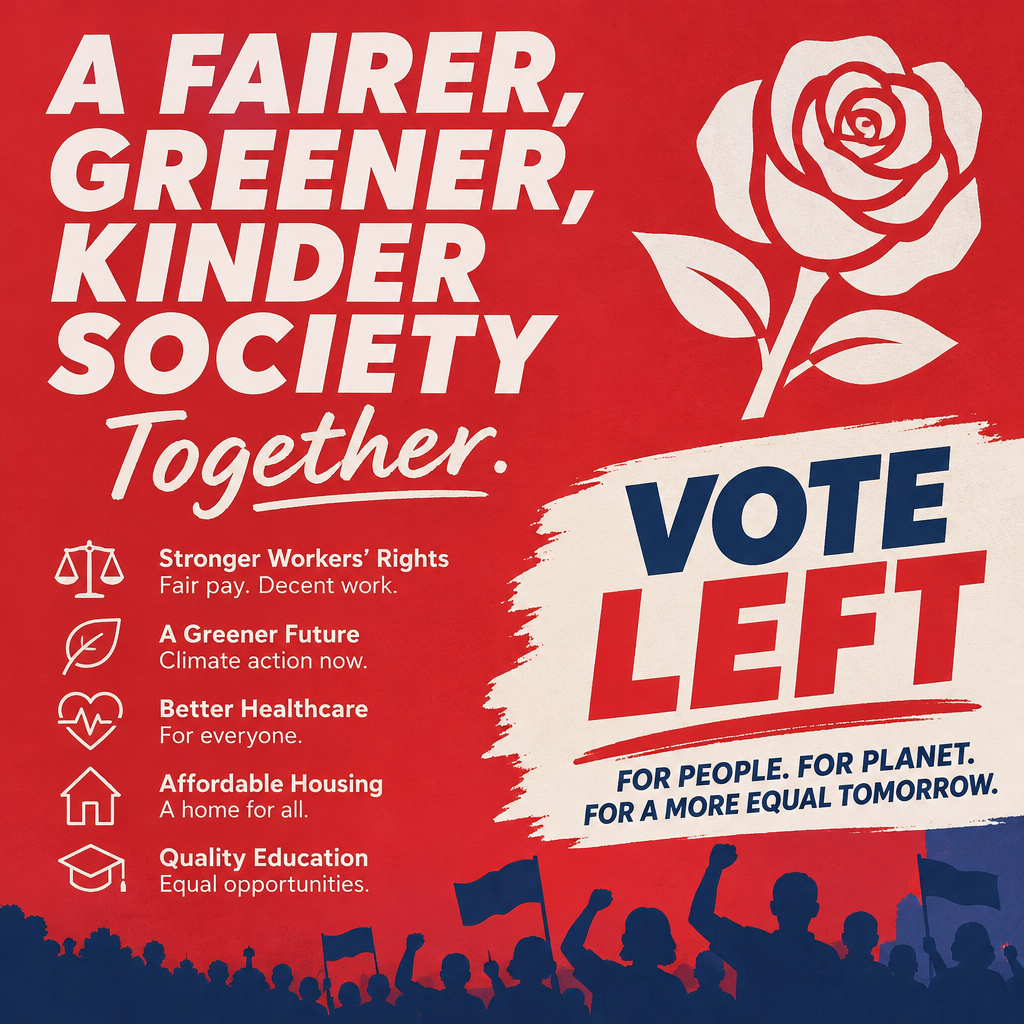 A FAIRER,
GREENER,
KINDER
SOCIETY
Together.
Stronger Workers' Rights
Fair pay. Decent work.
A Greener Future
Climate action now.
Better Healthcare
For everyone.
Affordable Housing
A home for all.
Quality Education
Equal opportunities.
VOTE
LEFT
FOR PEOPLE. FOR PLANET.
FOR A MORE EQUAL TOMORROW.